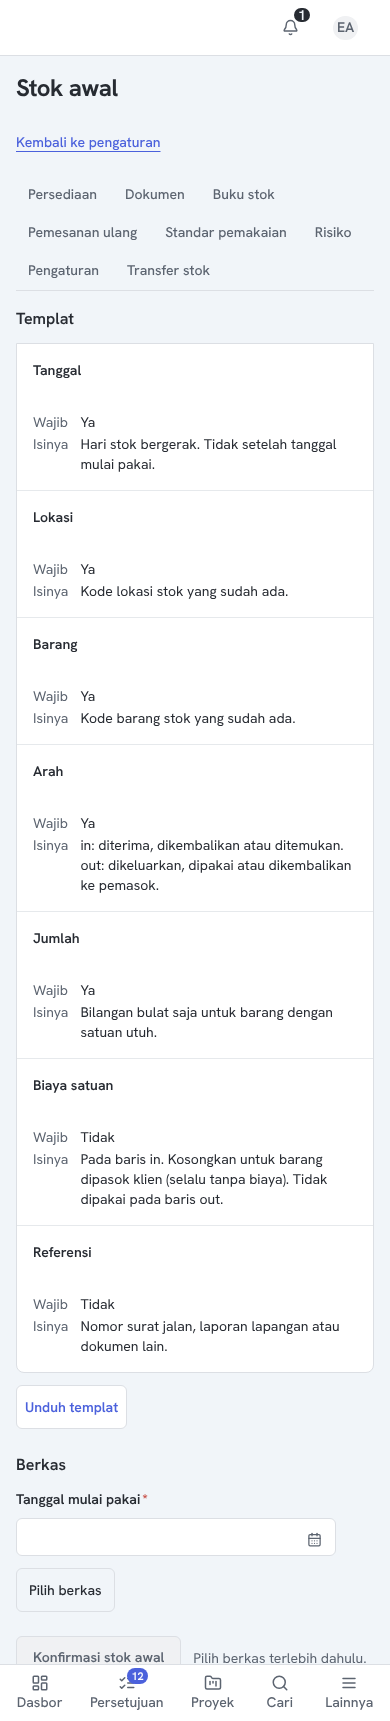 1
EA
Stok awal
Kembali ke pengaturan
Persediaan Dokumen Buku stok
Pemesanan ulang Standar pemakaian Risiko
Pengaturan Transfer stok
Templat
Tanggal
Wajib Ya
Isinya Hari stok bergerak. Tidak setelah tanggal
mulai pakai.
Lokasi
Wajib Ya
Isinya Kode lokasi stok yang sudah ada.
Barang
Wajib Ya
Isinya Kode barang stok yang sudah ada.
Arah
Wajib Ya
Isinya in: diterima, dikembalikan atau ditemukan.
out: dikeluarkan, dipakai atau dikembalikan
ke pemasok.
Jumlah
Wajib Ya
Isinya Bilangan bulat saja untuk barang dengan
satuan utuh.
Biaya satuan
Wajib Tidak
Isinya Pada baris in. Kosongkan untuk barang
dipasok klien (selalu tanpa biaya). Tidak
dipakai pada baris out.
Referensi
Wajib Tidak
Isinya Nomor surat jalan, laporan lapangan atau
dokumen lain.
Unduh templat
Berkas
Tanggal mulai pakai *
Pilih berkas
Konfirmasi stok awal Pilih berkas terlebih dahulu.
12
Dasbor Persetujuan Proyek Cari Lainnya